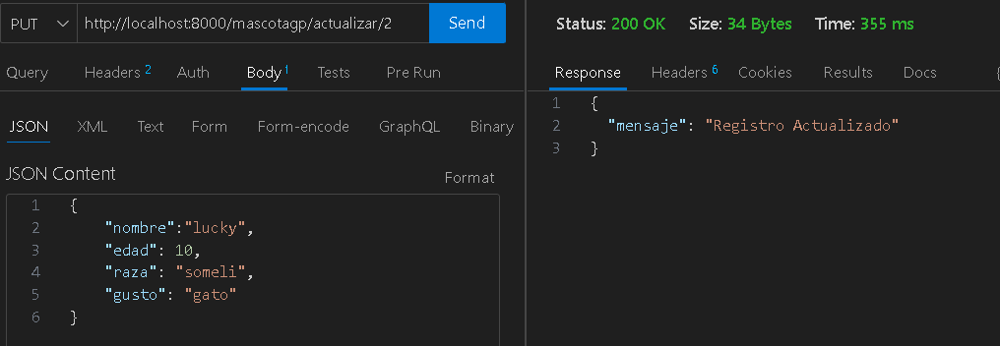 PUT http://localhost:8000/mascotagp/actualizar/2 Send
Query Headers 2 Auth Body 1 Tests Pre Run
JSON XML Text Form Form-encode GraphQL Binary
JSON Content Format
1 {
2 "nombre":"lucky",
3 "edad": 10,
4 "raza": "someli",
5 "gusto": "gato"
6 }
Status: 200 OK Size: 34 Bytes Time: 355 ms
Response Headers 6 Cookies Results Docs {
1 {
2 "mensaje": "Registro Actualizado"
3 }